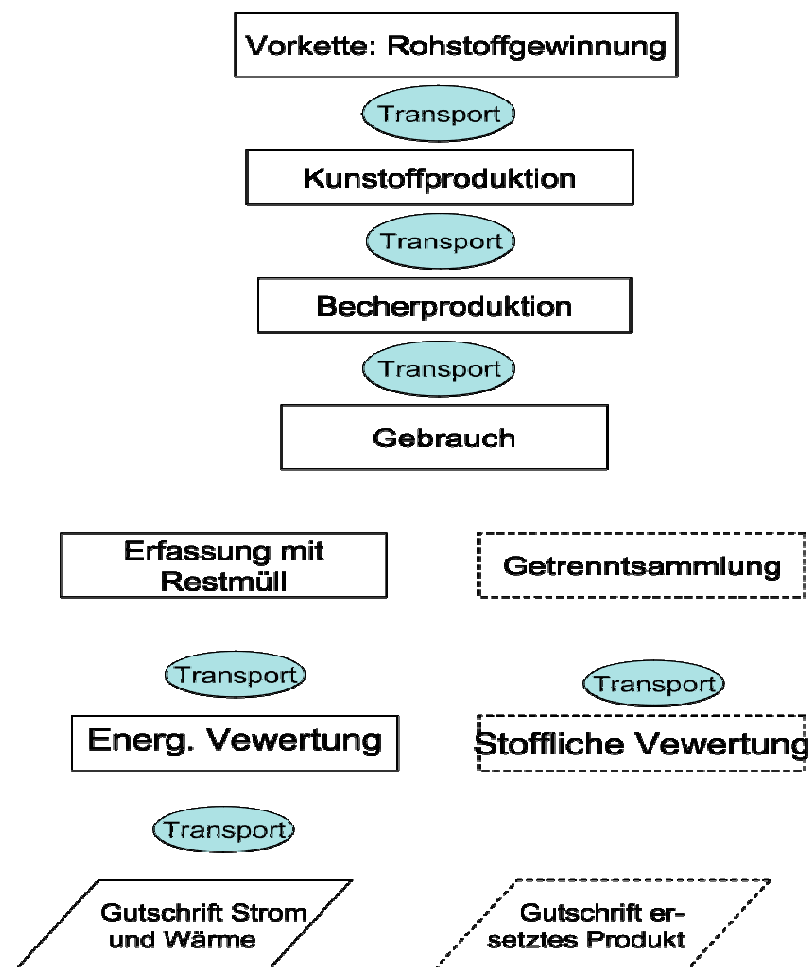 Vorkette: Rohstoffgewinnung
Transport
Kunstoffproduktion
Transport
Becherproduktion
Transport
Gebrauch
Erfassung mit
Restmüll
Getrenntsammlung
Transport
Transport
Energ. Vewertung
Stoffliche Vewertung
Transport
Gutschrift Strom
und Wärme
Gutschrift er-
setztes Produkt